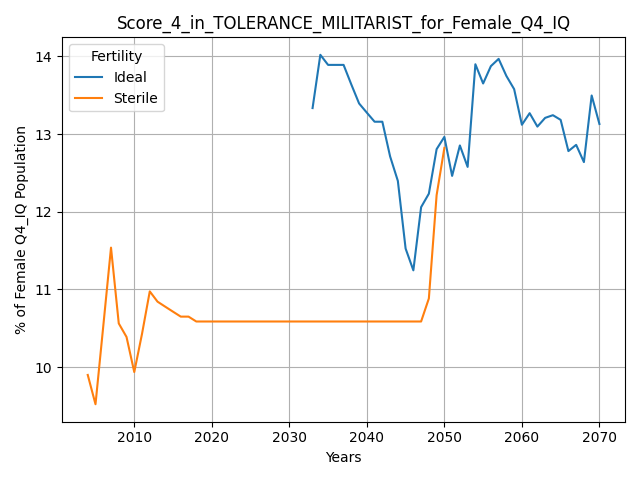 Score_4_in_TOLERANCE_MILITARIST_for_Female_Q4_IQ
Fertility
Ideal
Sterile
% of Female Q4_IQ Population
14
13
12
11
10
2010 2020 2030 2040 2050 2060 2070
Years